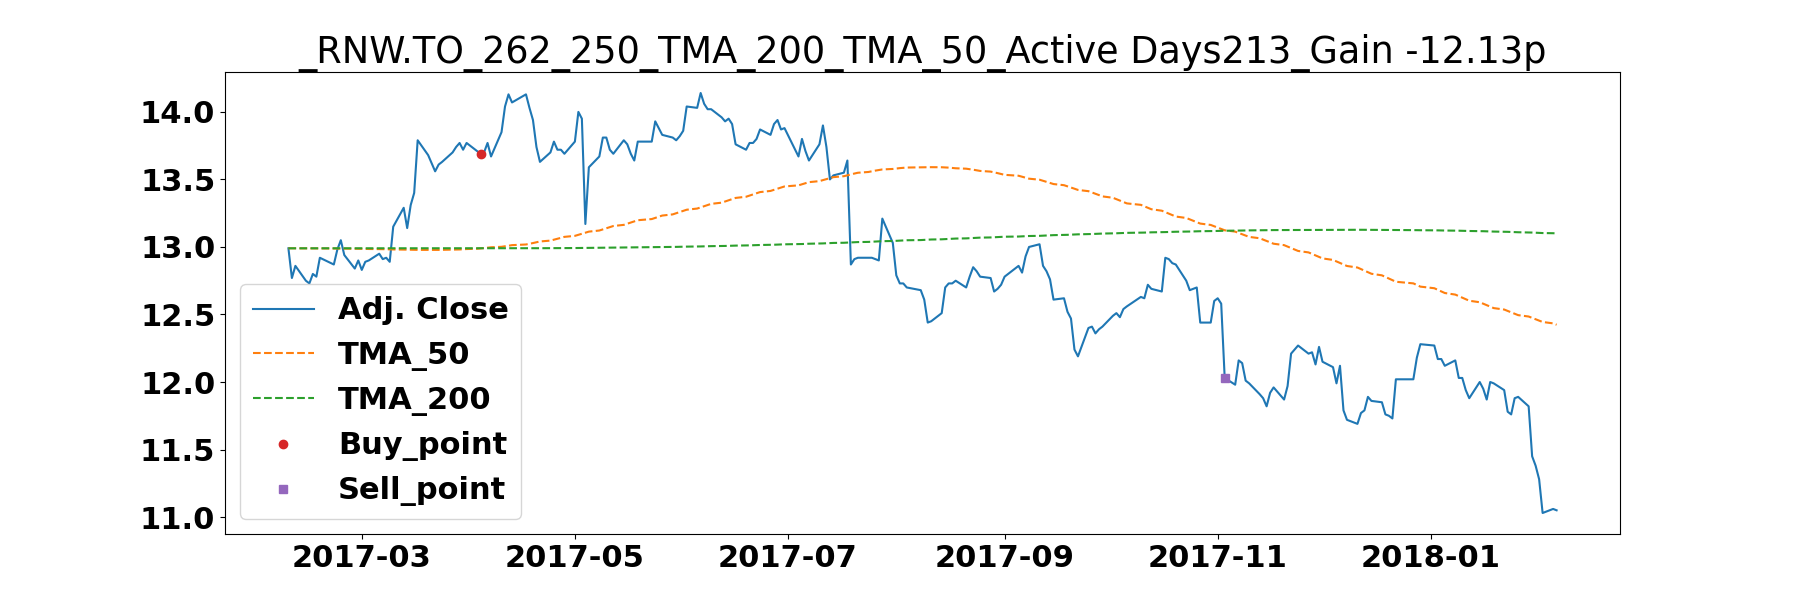 _RNW.TO_262_250_TMA_200_TMA_50_Active Days213_Gain -12.13p
14.0
13.5
13.0
12.5
12.0
11.5
11.0
Adj. Close
TMA_50
TMA_200
Buy_point
Sell_point
2017-03 2017-05 2017-07 2017-09 2017-11 2018-01